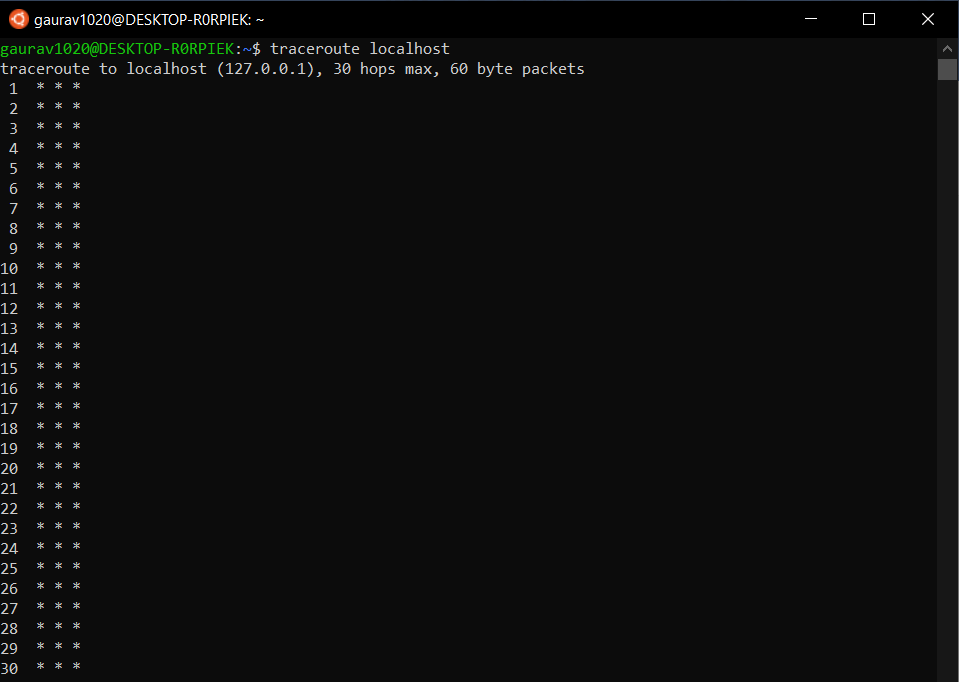 gaurav1020@DESKTOP-R0RPIEK: ~
gaurav1020@DESKTOP-R0RPIEK:~$ traceroute localhost
traceroute to localhost (127.0.0.1), 30 hops max, 60 byte packets
 1  * * *
 2  * * *
 3  * * *
 4  * * *
 5  * * *
 6  * * *
 7  * * *
 8  * * *
 9  * * *
10  * * *
11  * * *
12  * * *
13  * * *
14  * * *
15  * * *
16  * * *
17  * * *
18  * * *
19  * * *
20  * * *
21  * * *
22  * * *
23  * * *
24  * * *
25  * * *
26  * * *
27  * * *
28  * * *
29  * * *
30  * * *